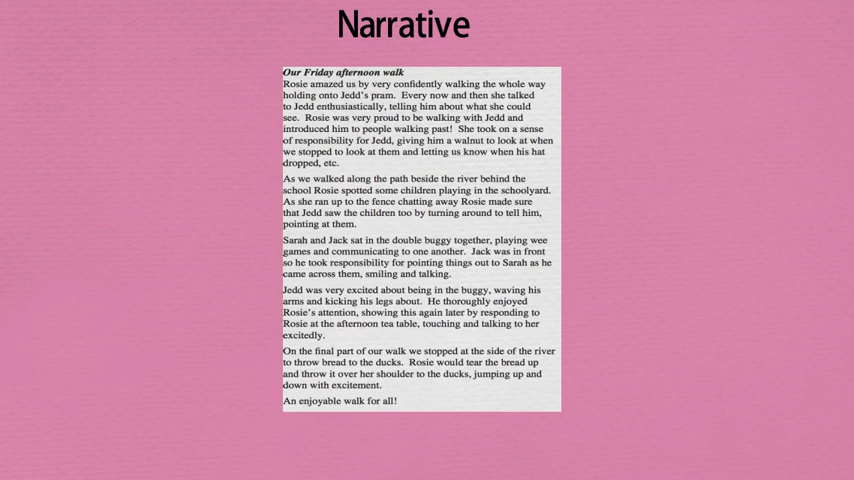 Narrative
Our Friday afternoon walk
Rosie amazed us by very confidently walking the whole way
holding onto Jedd's pram. Every now and then she talked
to Jedd enthusiastically, telling him about what she could
see. Rosie was very proud to be walking with Jedd and
introduced him to people walking past! She took on a sense
of responsibility for Jedd, giving him a walnut to look at when
we stopped to look at them and letting us know when his hat
dropped, etc.
As we walked along the path beside the river behind the
school Rosie spotted some children playing in the schoolyard.
As she ran up to the fence chatting away Rosie made sure
that Jedd saw the children too by turning around to tell him,
pointing at them.
Sarah and Jack sat in the double buggy together, playing wee
games and communicating to one another. Jack was in front
so he took responsibility for pointing things out to Sarah as he
came across them, smiling and talking.
Jedd was very excited about being in the buggy, waving his
arms and kicking his legs about. He thoroughly enjoyed
Rosie's attention, showing this again later by responding to
Rosie at the afternoon tea table, touching and talking to her
excitedly.
On the final part of our walk we stopped at the side of the river
to throw bread to the ducks. Rosie would tear the bread up
and throw it over her shoulder to the ducks, jumping up and
down with excitement.
An enjoyable walk for all!